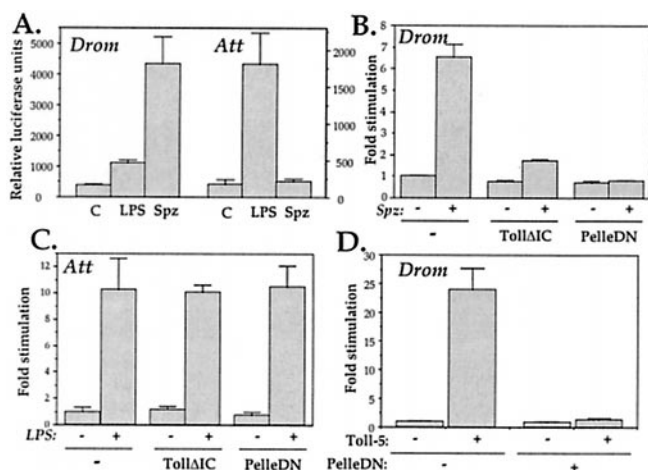 A.
Drom
Att
Relative luciferase units
5000
4000
3000
2000
1000
0
2000
1500
1000
500
0
C LPS Spz
C LPS Spz
B.
Drom
Fold stimulation
8
7
6
5
4
3
2
1
0
Spz: - + - + - +
- TollΔIC PelleDN
C.
Att
Fold stimulation
12
10
8
6
4
2
0
LPS: - + - + - +
- TollΔIC PelleDN
D.
Drom
Fold stimulation
30
25
20
15
10
5
0
Toll-5: - + - +
PelleDN: - +